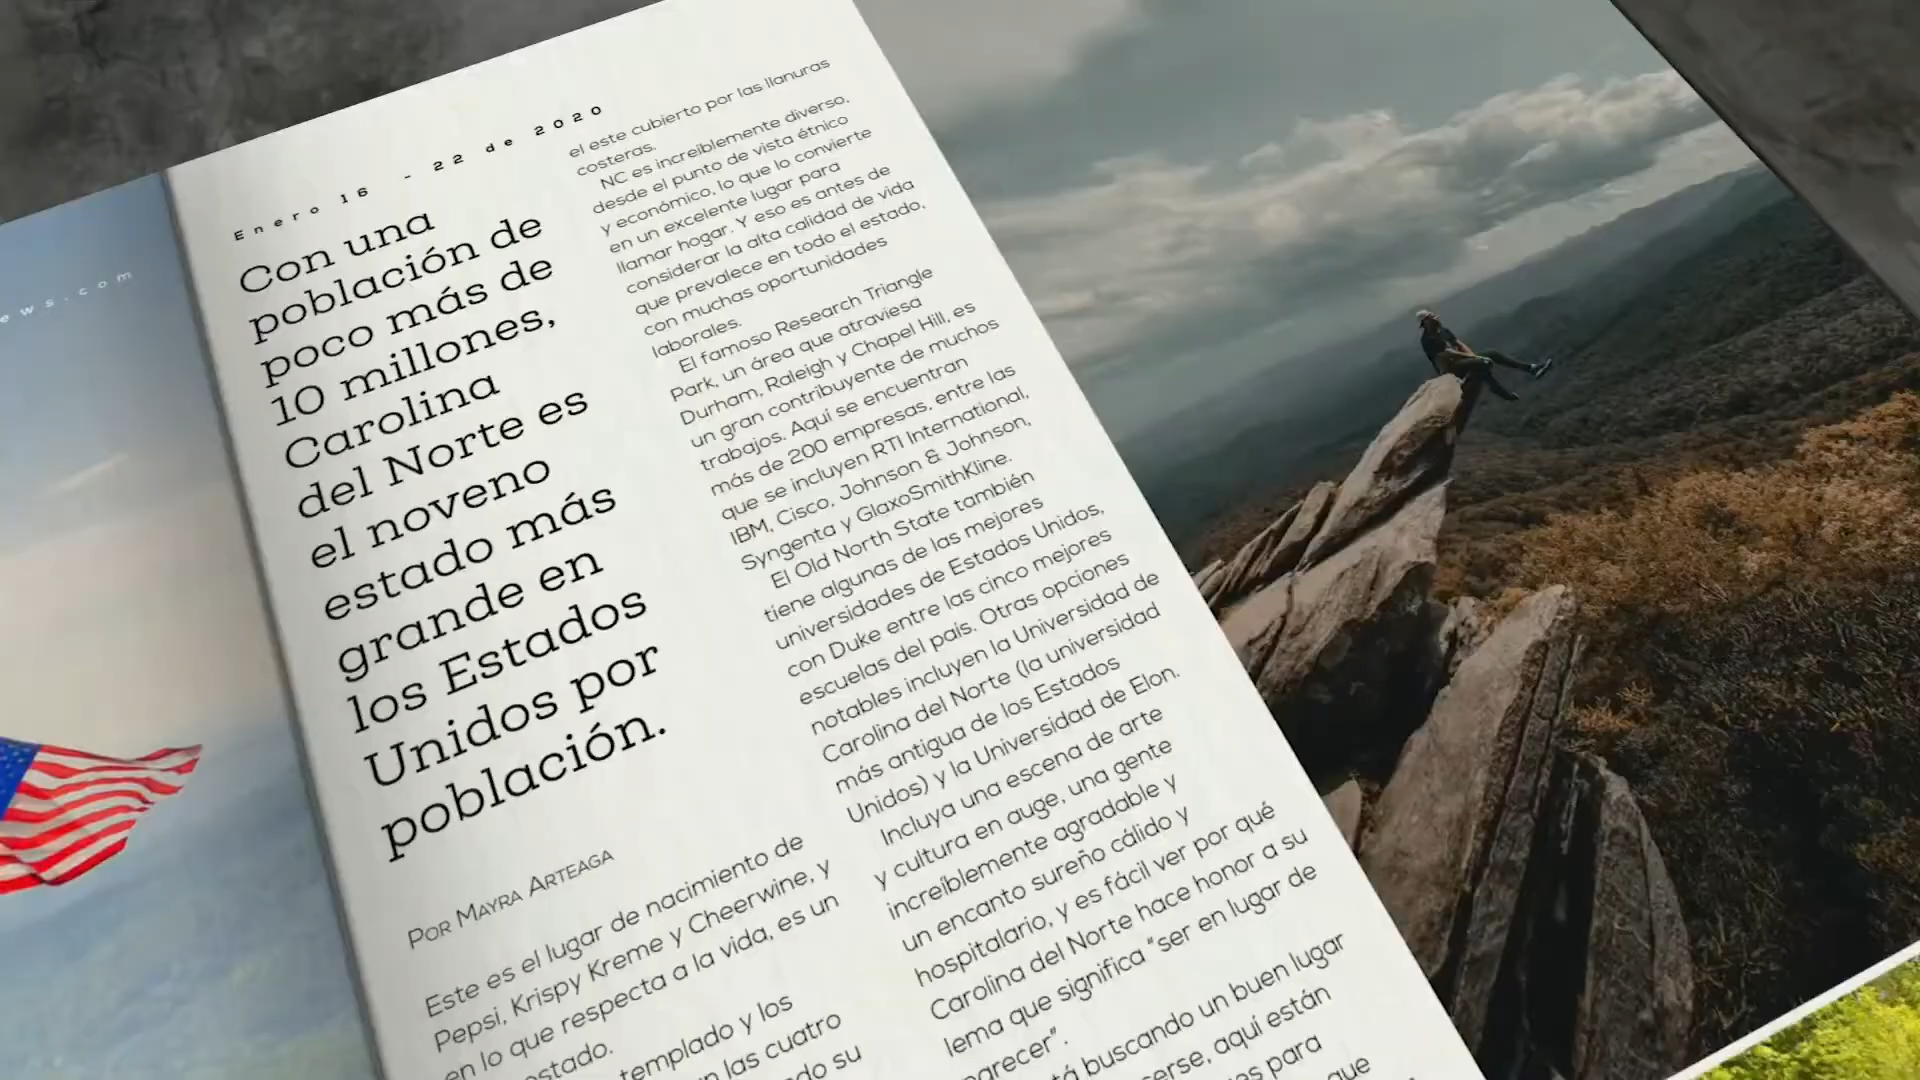 ews.com
Enero 16 - 22 de 2020
Con una
población de
poco más de
10 millones,
Carolina
del Norte es
el noveno
estado más
grande en
los Estados
Unidos por
población.
Por Mayra Arteaga
Este es el lugar de nacimiento de
Pepsi, Krispy Kreme y Cheerwine, y
en lo que respecta a la vida, es un
estado.
templado y los
las cuatro
su
el este cubierto por las llanuras
costeras.
NC es increíblemente diverso,
desde el punto de vista étnico
y económico, lo que lo convierte
en un excelente lugar para
llamar hogar. Y eso es antes de
considerar la alta calidad de vida
que prevalece en todo el estado,
con muchas oportunidades
laborales.
El famoso Research Triangle
Park, un área que atraviesa
Durham, Raleigh y Chapel Hill, es
un gran contribuyente de muchos
trabajos. Aquí se encuentran
más de 200 empresas, entre las
que se incluyen RTI International,
IBM, Cisco, Johnson & Johnson,
Syngenta y GlaxoSmithKline.
El Old North State también
tiene algunas de las mejores
universidades de Estados Unidos,
con Duke entre las cinco mejores
escuelas del país. Otras opciones
notables incluyen la Universidad de
Carolina del Norte (la universidad
más antigua de los Estados
Unidos) y la Universidad de Elon.
Incluya una escena de arte
y cultura en auge, una gente
increíblemente agradable y
un encanto sureño cálido y
hospitalario, y es fácil ver por qué
Carolina del Norte hace honor a su
lema que significa "ser en lugar de
parecer".
buscando un buen lugar
aquí están
para
que